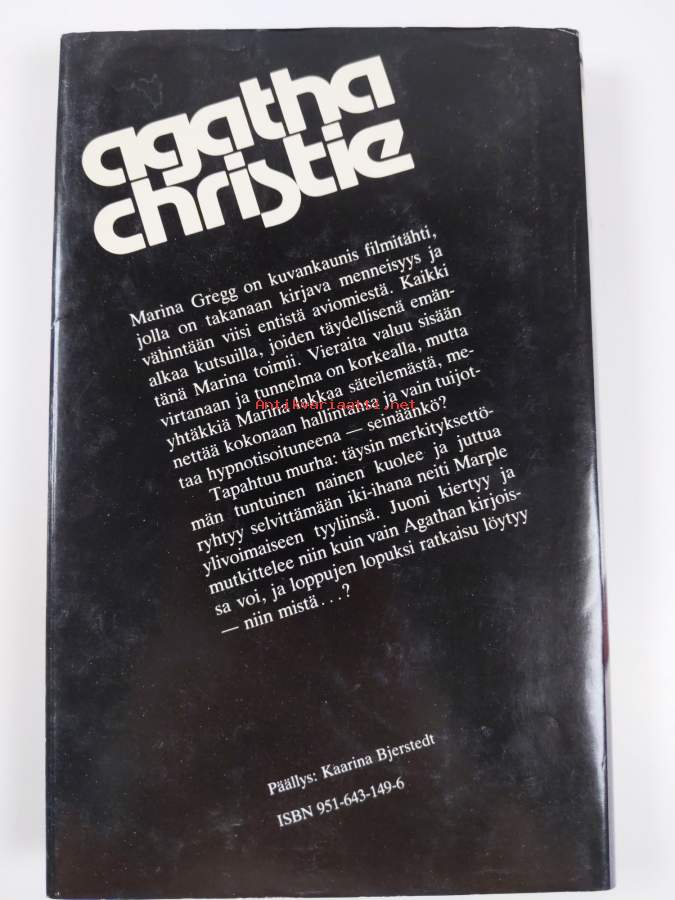 agatha
christie
Marina Gregg on kuvankaunis filmitähti,
jolla on takanaan kirjava menneisyys ja
vähintään viisi entistä aviomiestä. Kaikki
alkaa kutsuilla, joiden täydellisenä emän-
tänä Marina toimii. Vieraita valuu sisään
virtanaan ja tunnelma on korkealla, mutta
yhtäkkiä Marina lakkaa säteilemästä, me-
nettää kokonaan hallintansa ja vain tuijot-
Antikvariaatti.net
taa hypnotisoituneena — seinäänkö?
Tapahtuu murha: täysin merkityksettö-
män tuntuinen nainen kuolee ja juttua
ryhtyy selvittämään iki-ihana neiti Marple
ylivoimaiseen tyyliinsä. Juoni kiertyy ja
mutkittelee niin kuin vain Agathan kirjois-
sa voi, ja loppujen lopuksi ratkaisu löytyy
— niin mistä...?
Päällys: Kaarina Bjerstedt
ISBN 951-643-149-6